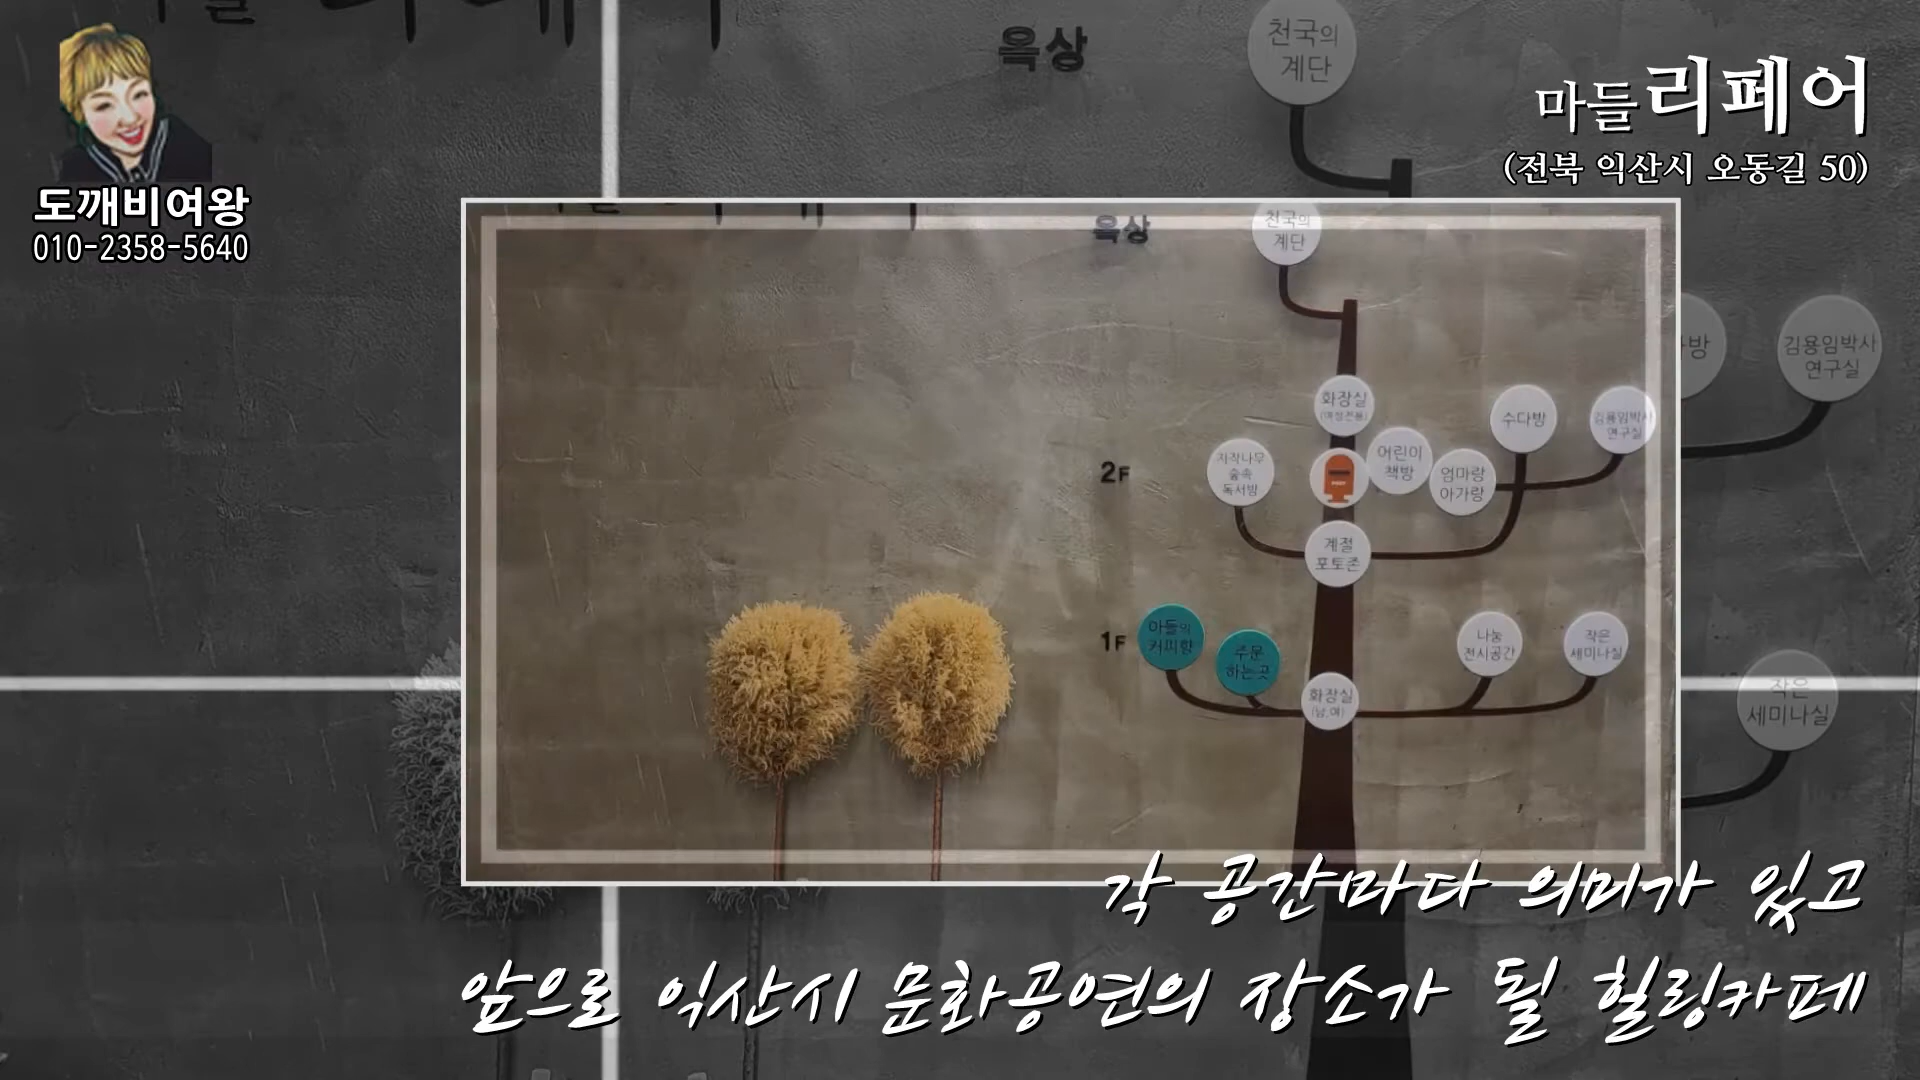 도깨비여왕
010-2358-5640
마들리페어
(전북 익산시 오동길 50)
옥상
천국의
계단
김용임박사
연구실
작은
세미나실
옥상
천국의
계단
화장실
(여성전용)
수다방
김용임박사
연구실
2F
자작나무
숲속
독서방
어린이
책방
엄마랑
아가랑
계절
포토존
1F
마들의
커피향
주문
하는곳
화장실
(남,여)
나눔
전시공간
작은
세미나실
각 공간마다 의미가 있고
앞으로 익산시 문화공연의 장소가 될 힐링카페